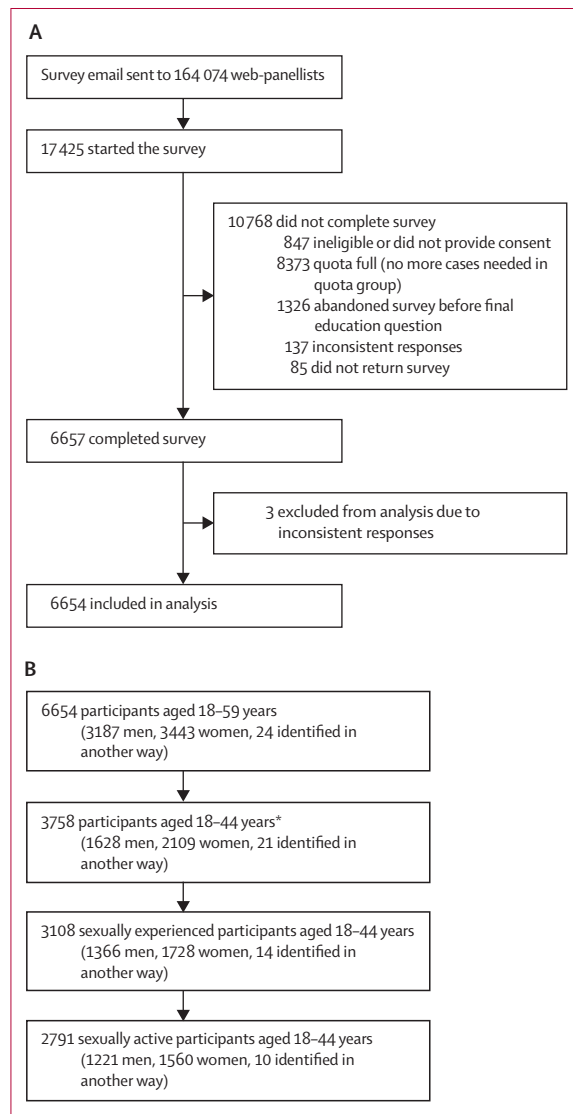 A
Survey email sent to 164 074 web-panellists
17 425 started the survey
10 768 did not complete survey
847 ineligible or did not provide consent
8373 quota full (no more cases needed in
quota group)
1326 abandoned survey before final
education question
137 inconsistent responses
85 did not return survey
6657 completed survey
3 excluded from analysis due to
inconsistent responses
6654 included in analysis
B
6654 participants aged 18–59 years
(3187 men, 3443 women, 24 identified in
another way)
3758 participants aged 18–44 years*
(1628 men, 2109 women, 21 identified in
another way)
3108 sexually experienced participants aged 18–44 years
(1366 men, 1728 women, 14 identified in
another way)
2791 sexually active participants aged 18–44 years
(1221 men, 1560 women, 10 identified in
another way)